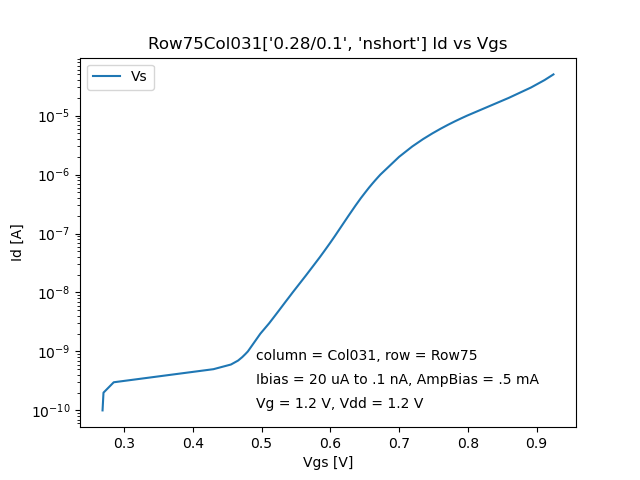 Row75Col031['0.28/0.1', 'nshort'] Id vs Vgs
Vs
10⁻⁵
10⁻⁶
10⁻⁷
10⁻⁸
10⁻⁹
10⁻¹⁰
Id [A]
column = Col031, row = Row75
Ibias = 20 uA to .1 nA, AmpBias = .5 mA
Vg = 1.2 V, Vdd = 1.2 V
0.3 0.4 0.5 0.6 0.7 0.8 0.9
Vgs [V]